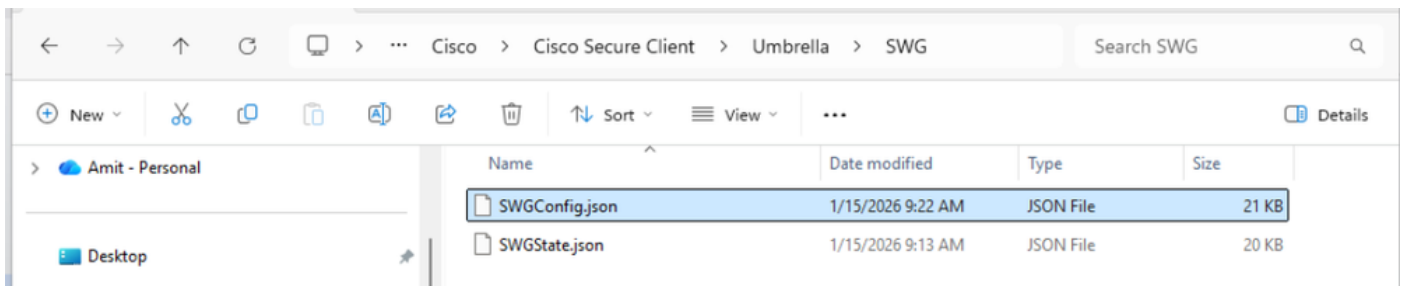 ··· Cisco > Cisco Secure Client > Umbrella > SWG Search SWG
New Sort View ··· Details
> Amit - Personal
Desktop
Name Date modified Type Size
SWGConfig.json 1/15/2026 9:22 AM JSON File 21 KB
SWGState.json 1/15/2026 9:13 AM JSON File 20 KB